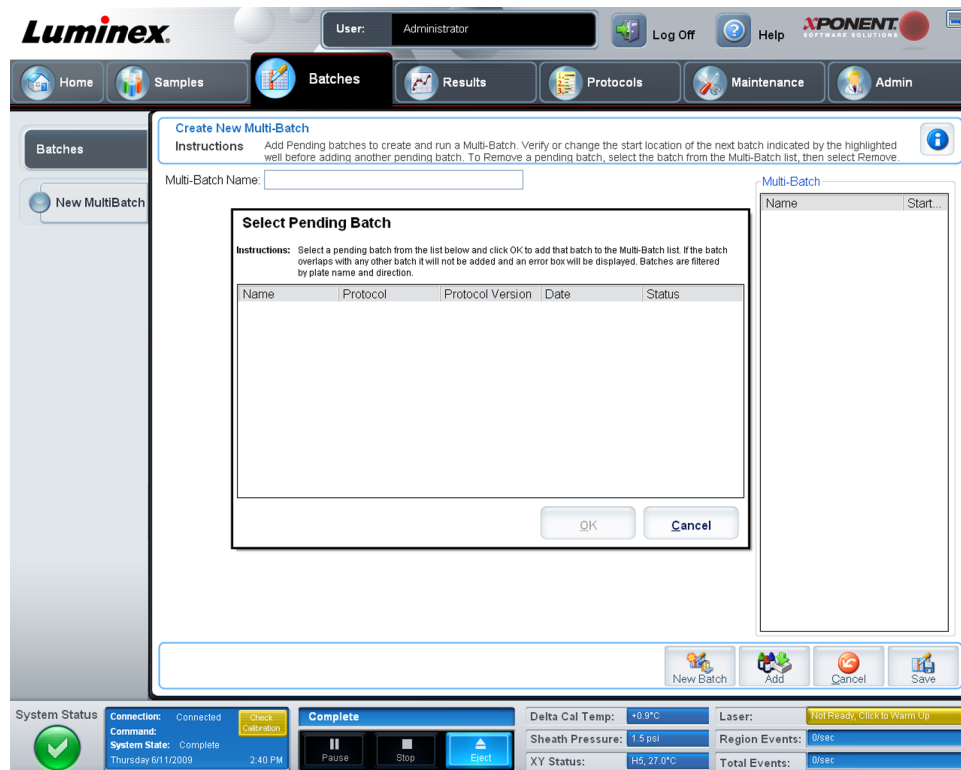 Luminex.
User: Administrator
Log Off
Help
XPONENT.
SOFTWARE SOLUTIONS
Home
Samples
Batches
Results
Protocols
Maintenance
Admin
Batches
New MultiBatch
Create New Multi-Batch
Instructions Add Pending batches to create and run a Multi-Batch. Verify or change the start location of the next batch indicated by the highlighted
well before adding another pending batch. To Remove a pending batch, select the batch from the Multi-Batch list, then select Remove.
Multi-Batch Name:
Multi-Batch
Name Start...
Select Pending Batch
Instructions: Select a pending batch from the list below and click OK to add that batch to the Multi-Batch list. If the batch
overlaps with any other batch it will not be added and an error box will be displayed. Batches are filtered
by plate name and direction.
Name Protocol Protocol Version Date Status
OK Cancel
New Batch Add Cancel Save
System Status
Connection: Connected
Command:
System State: Complete
Thursday 6/11/2009 2:40 PM
Check
Calibration
Complete
Pause Stop Eject
Delta Cal Temp: +0.9°C
Sheath Pressure: 1.5 psi
XY Status: H5, 27.0°C
Laser: Not Ready, Click to Warm Up
Region Events: 0/sec
Total Events: 0/sec